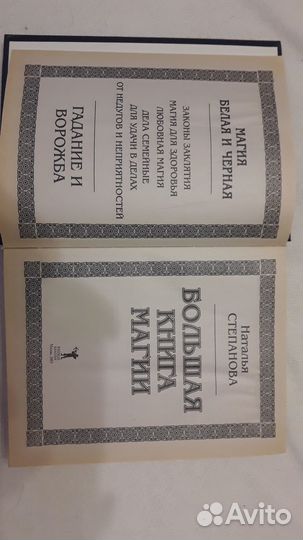 МАГИЯ
БЕЛАЯ И ЧЕРНАЯ
ЗАКОНЫ ЗАКЛЯТИЯ
МАГИЯ ДЛЯ ЗДОРОВЬЯ
ЛЮБОВНАЯ МАГИЯ
ДЕЛА СЕМЕЙНЫЕ
ДЛЯ УДАЧИ В ДЕЛАХ
ОТ НЕДУГОВ И НЕПРИЯТНОСТЕЙ
ГАДАНИЕ И
ВОРОЖБА
Наталья
СТЕПАНОВА
БОЛЬШАЯ
КНИГА
МАГИИ
Avito